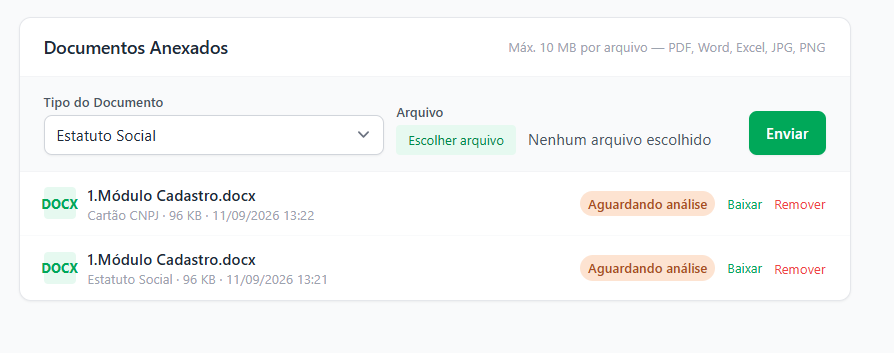 Documentos Anexados
Máx. 10 MB por arquivo — PDF, Word, Excel, JPG, PNG
Tipo do Documento
Estatuto Social
Arquivo
Escolher arquivo
Nenhum arquivo escolhido
Enviar
DOCX
1.Módulo Cadastro.docx
Cartão CNPJ · 96 KB · 11/09/2026 13:22
Aguardando análise
Baixar
Remover
DOCX
1.Módulo Cadastro.docx
Estatuto Social · 96 KB · 11/09/2026 13:21
Aguardando análise
Baixar
Remover